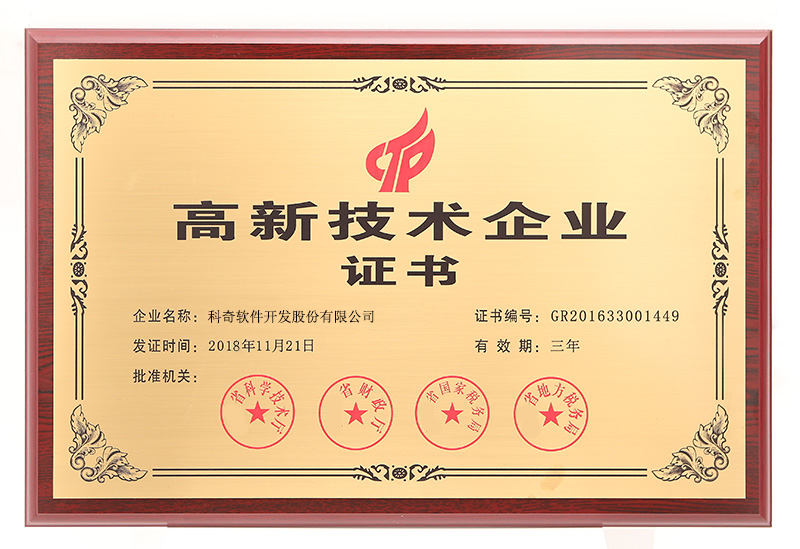 高新技术企业
证书
企业名称：科奇软件开发股份有限公司 证书编号：GR201633001449
发证时间：2018年11月21日 有 效 期：三年
批准机关：
省科学技术厅 省财政厅 省国家税务局 省地方税务局